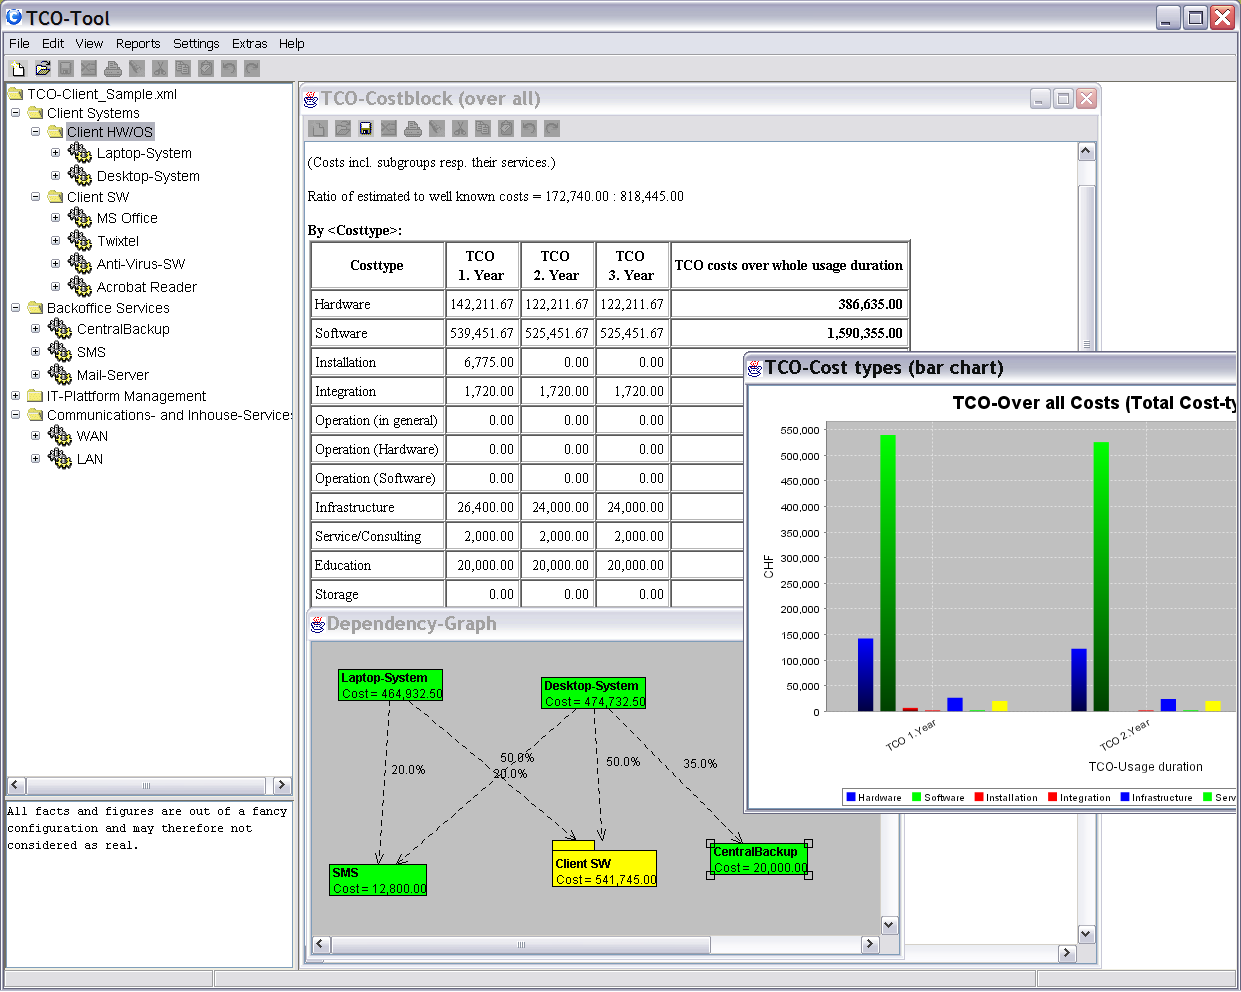 TCO-Tool
File Edit View Reports Settings Extras Help
TCO-Client_Sample.xml
Client Systems
Client HW/OS
Laptop-System
Desktop-System
Client SW
MS Office
Twixtel
Anti-Virus-SW
Acrobat Reader
Backoffice Services
CentralBackup
SMS
Mail-Server
IT-Plattform Management
Communications- and Inhouse-Services
WAN
LAN
All facts and figures are out of a fancy
configuration and may therefore not
considered as real.
TCO-Costblock (over all)
(Costs incl. subgroups resp. their services.)
Ratio of estimated to well known costs = 172,740.00 : 818,445.00
By <Costtype>:
Costtype TCO 1. Year TCO 2. Year TCO 3. Year TCO costs over whole usage duration
Hardware 142,211.67 122,211.67 122,211.67 386,635.00
Software 539,451.67 525,451.67 525,451.67 1,590,355.00
Installation 6,775.00 0.00 0.00
Integration 1,720.00 1,720.00 1,720.00
Operation (in general) 0.00 0.00 0.00
Operation (Hardware) 0.00 0.00 0.00
Operation (Software) 0.00 0.00 0.00
Infrastructure 26,400.00 24,000.00 24,000.00
Service/Consulting 2,000.00 2,000.00 2,000.00
Education 20,000.00 20,000.00 20,000.00
Storage 0.00 0.00 0.00
Dependency-Graph
Laptop-System
Cost = 464,932.50
Desktop-System
Cost = 474,732.50
20.0%
50.0%
20.0%
50.0%
35.0%
SMS
Cost = 12,800.00
Client SW
Cost = 541,745.00
CentralBackup
Cost = 20,000.00
TCO-Cost types (bar chart)
TCO-Over all Costs (Total Cost-ty
550,000
500,000
450,000
400,000
350,000
300,000
250,000
200,000
150,000
100,000
50,000
0
CHF
TCO 1.Year
TCO 2.Year
TCO-Usage duration
Hardware Software Installation Integration Infrastructure Serv